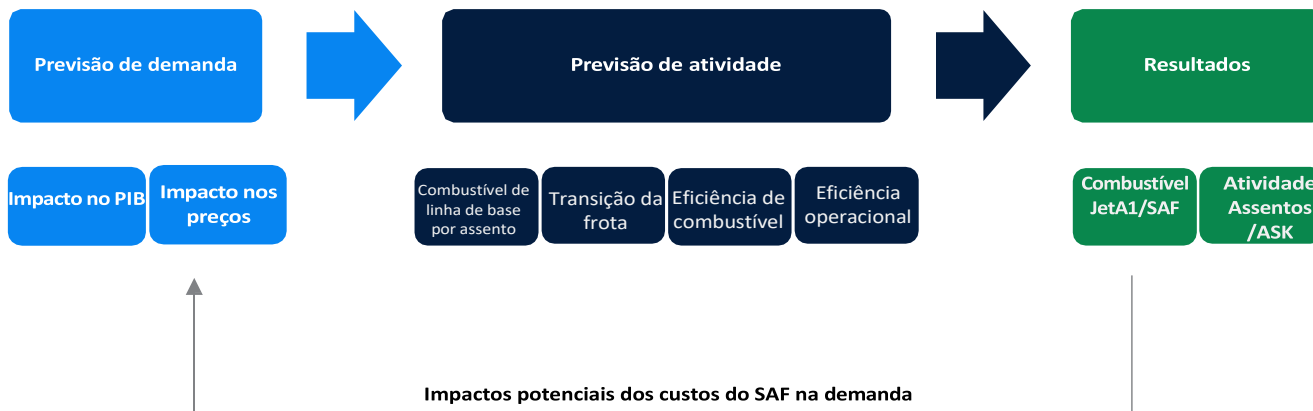 Previsão de demanda
Previsão de atividade
Resultados
Impacto no PIB
Impacto nos
preços
Combustível de
linha de base
por assento
Transição da
frota
Eficiência de
combustível
Eficiência
operacional
Combustível
JetA1/SAF
Atividade
Assentos
/ASK
Impactos potenciais dos custos do SAF na demanda